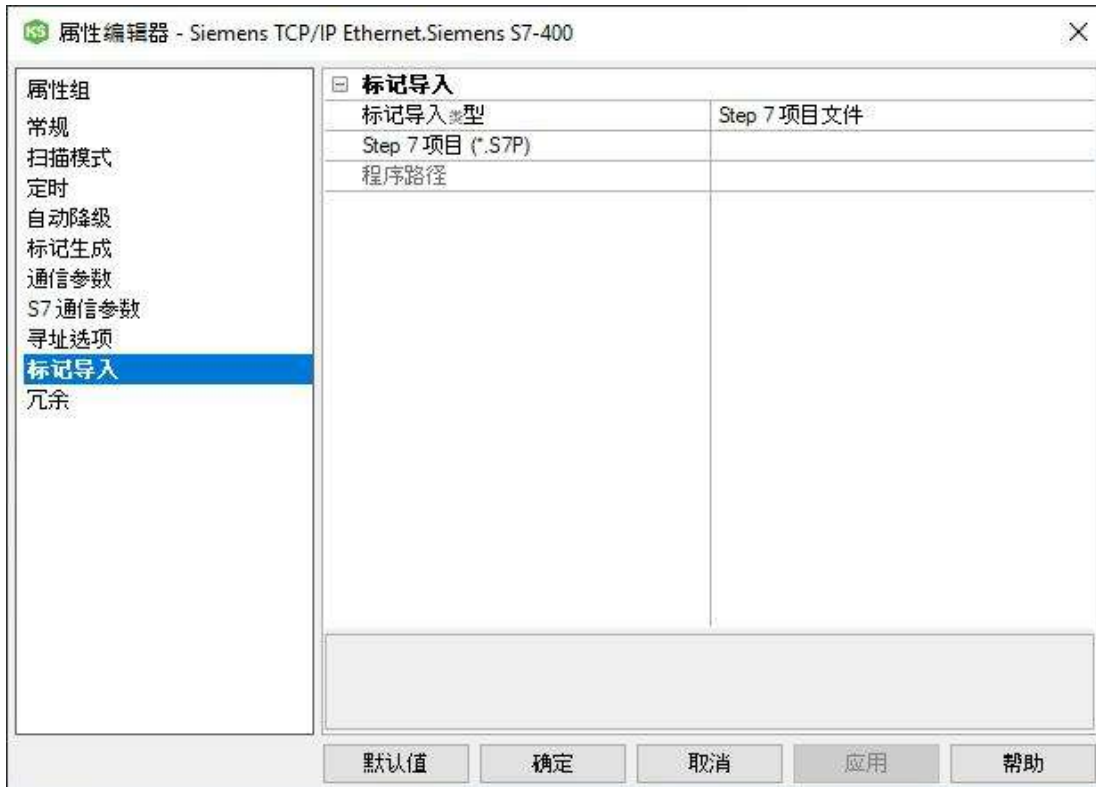 属性编辑器 - Siemens TCP/IP Ethernet.Siemens S7-400
属性组
常规
扫描模式
定时
自动降级
标记生成
通信参数
S7 通信参数
寻址选项
标记导入
冗余
标记导入
标记导入类型 Step 7 项目文件
Step 7 项目 (*.S7P)
程序路径
默认值 确定 取消 应用 帮助